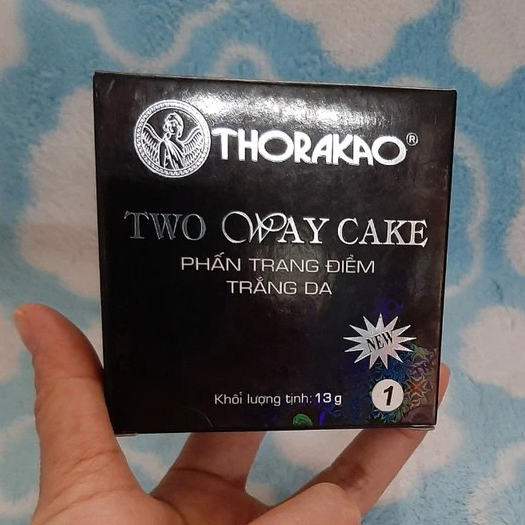 THORAKAO®
TWO WAY CAKE
PHẤN TRANG ĐIỂM
TRẮNG DA
NEW
Khối lượng tịnh: 13 g
1